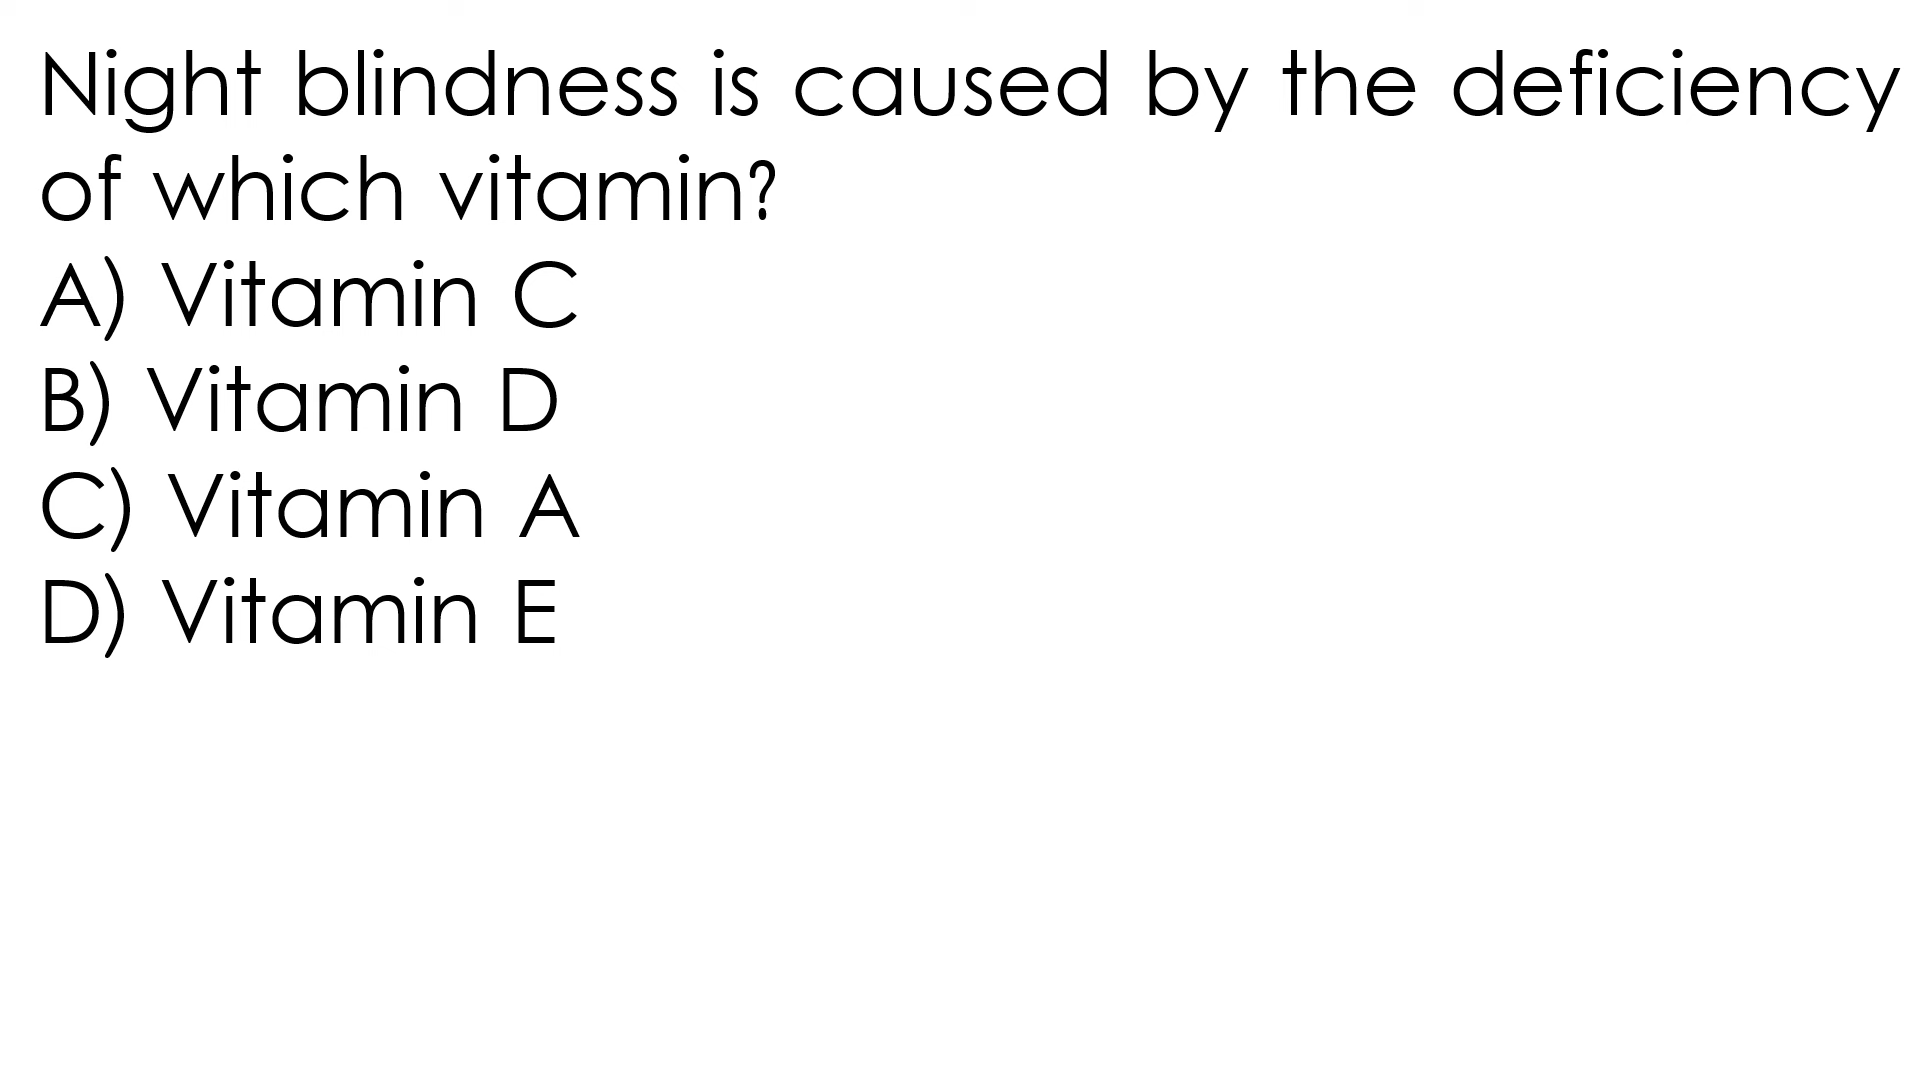 Night blindness is caused by the deficiency
of which vitamin?
A) Vitamin C
B) Vitamin D
C) Vitamin A
D) Vitamin E